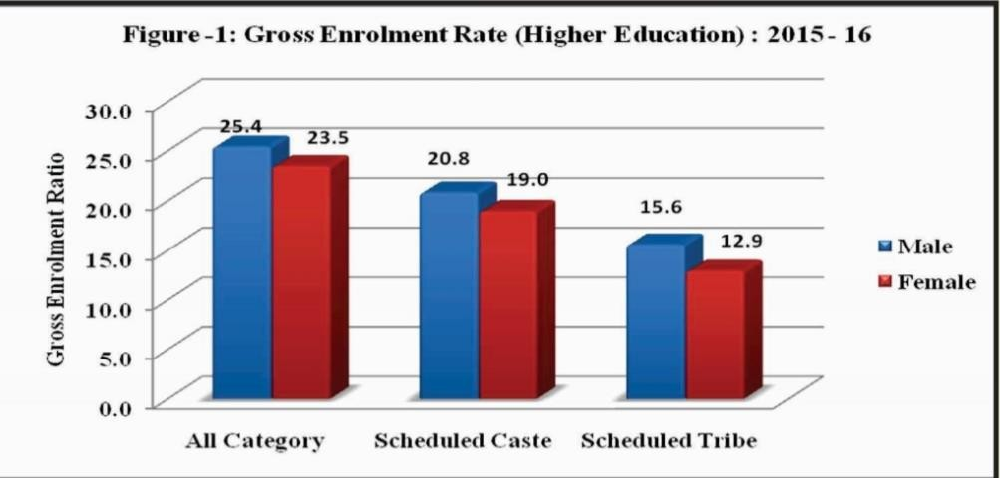 Figure -1: Gross Enrolment Rate (Higher Education) : 2015 - 16
Gross Enrolment Ratio
30.0
25.0
20.0
15.0
10.0
5.0
0.0
25.4
23.5
20.8
19.0
15.6
12.9
All Category
Scheduled Caste
Scheduled Tribe
Male
Female